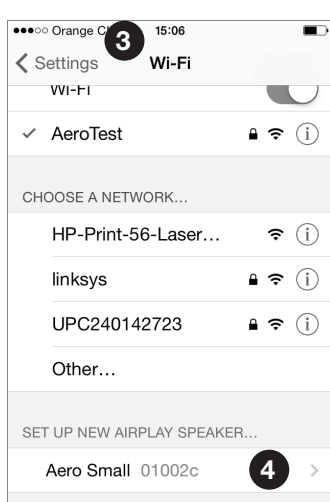 ●●●○○ Orange 15:06
3
Settings Wi-Fi
Wi-Fi
AeroTest
CHOOSE A NETWORK...
HP-Print-56-Laser...
linksys
UPC240142723
Other...
SET UP NEW AIRPLAY SPEAKER...
Aero Small 01002c 4